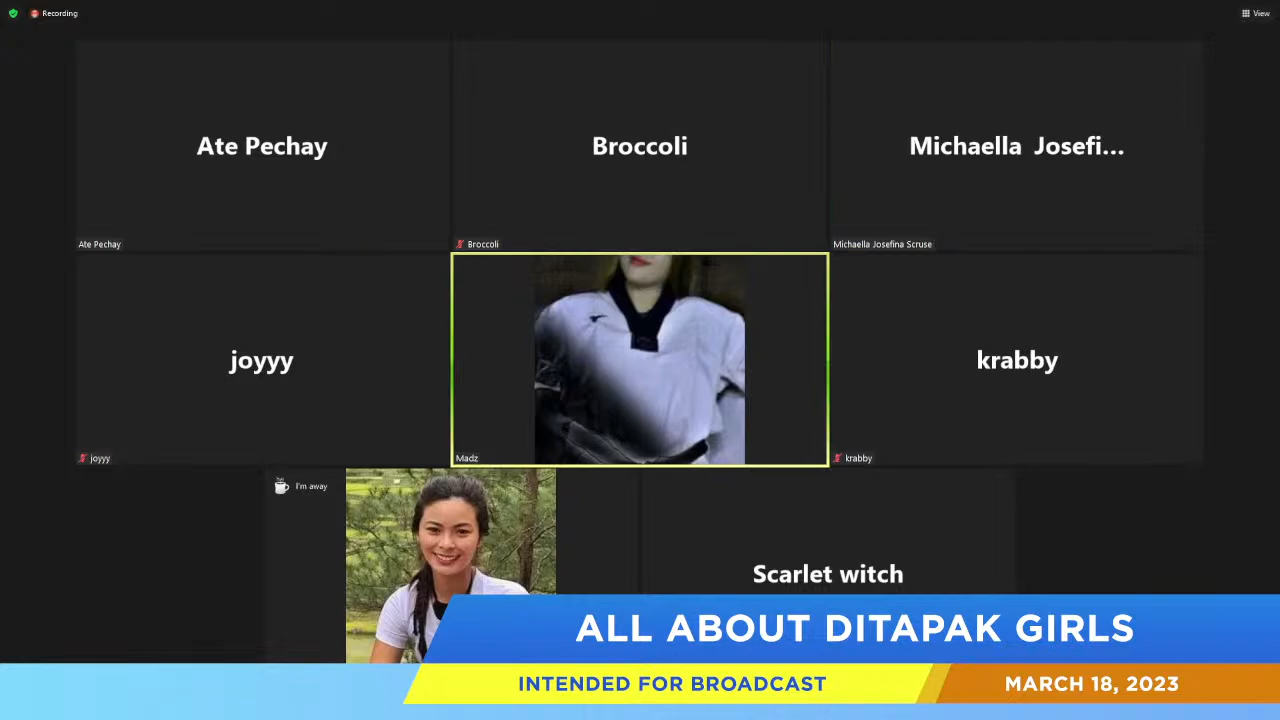 Recording
View
Ate Pechay
Broccoli
Michaella Josefi...
Ate Pechay
Broccoli
Michaella Josefina Scruse
joyyy
krabby
joyyy
Madz
krabby
I'm away
Scarlet witch
ALL ABOUT DITAPAK GIRLS
INTENDED FOR BROADCAST
MARCH 18, 2023